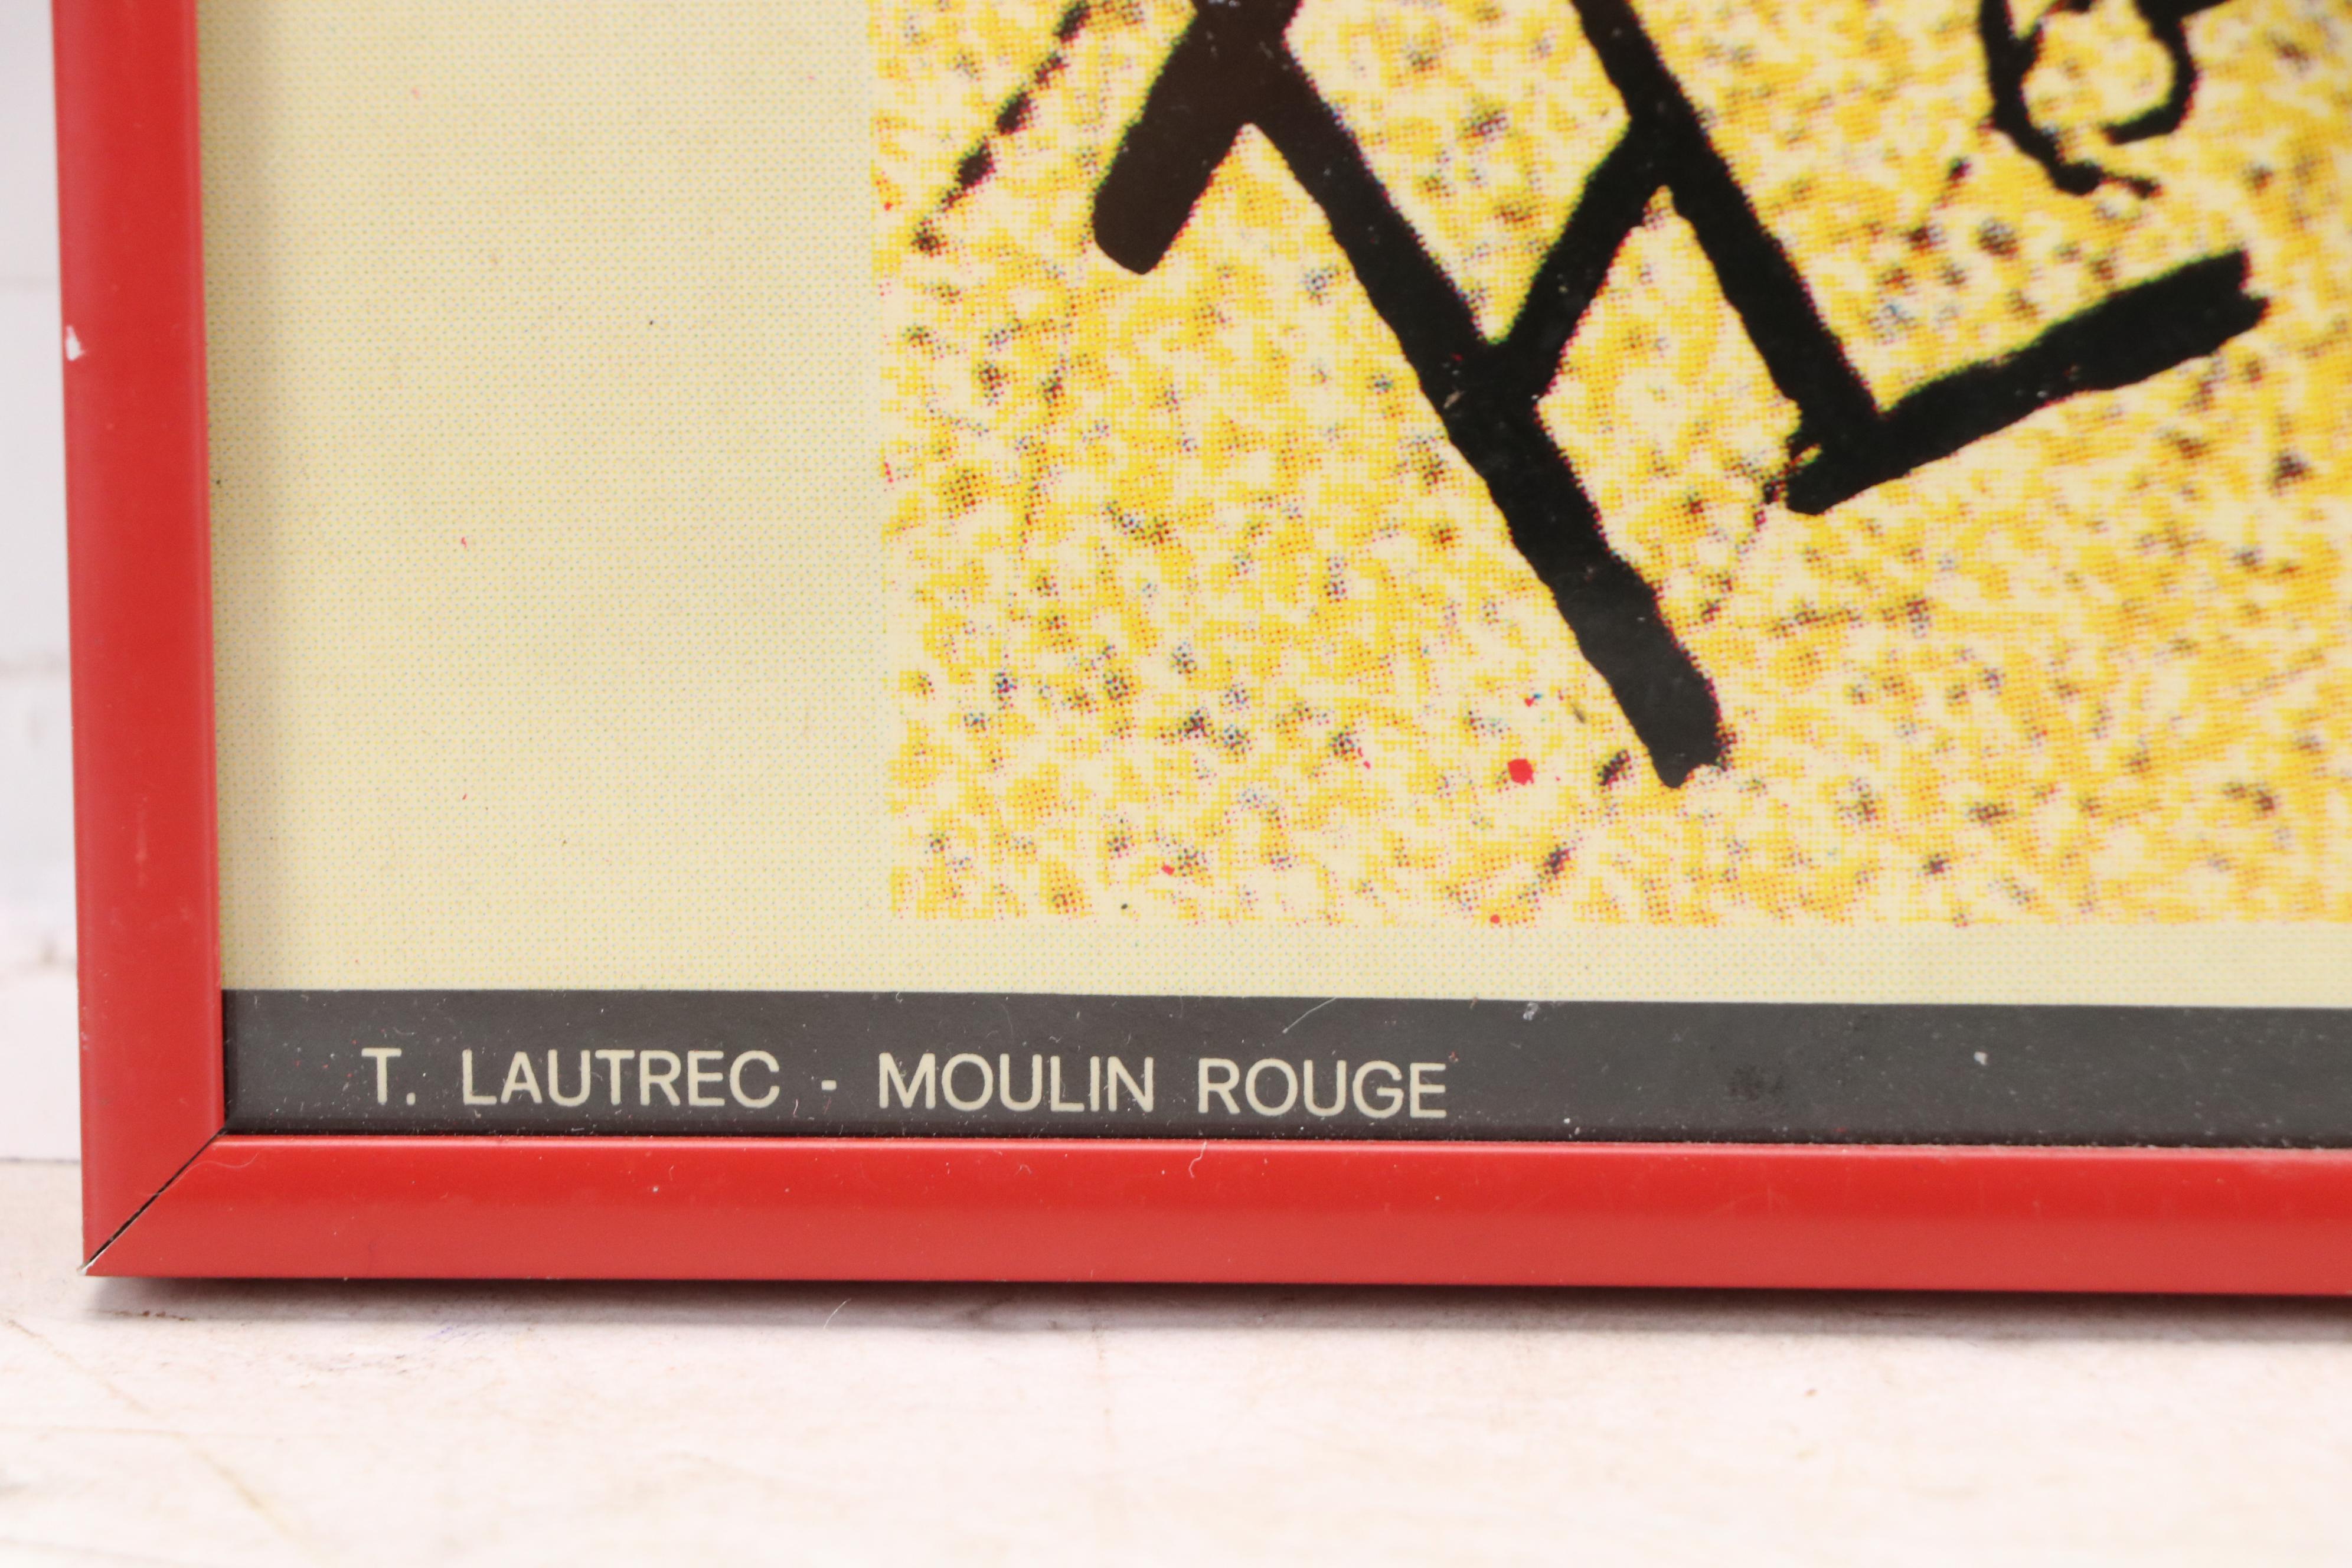 T. LAUTREC - MOULIN ROUGE